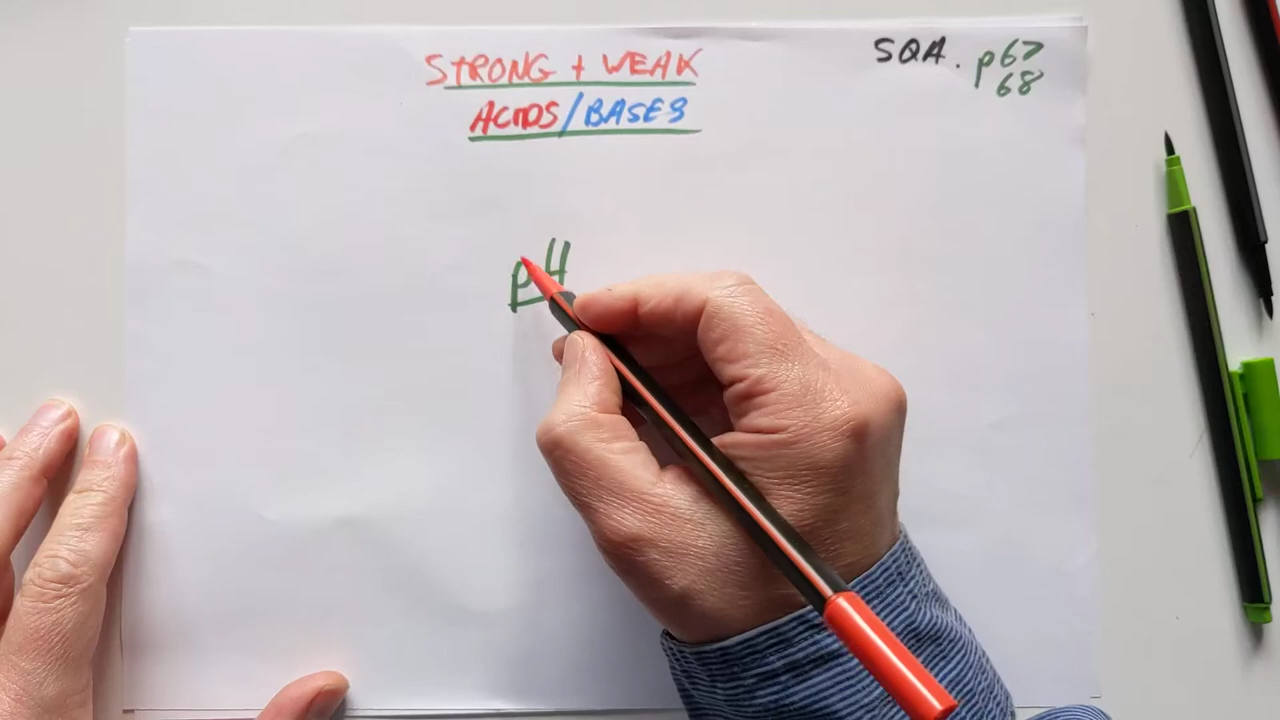 STRONG + WEAK
ACIDS/BASES
SQA. p67
68
pH